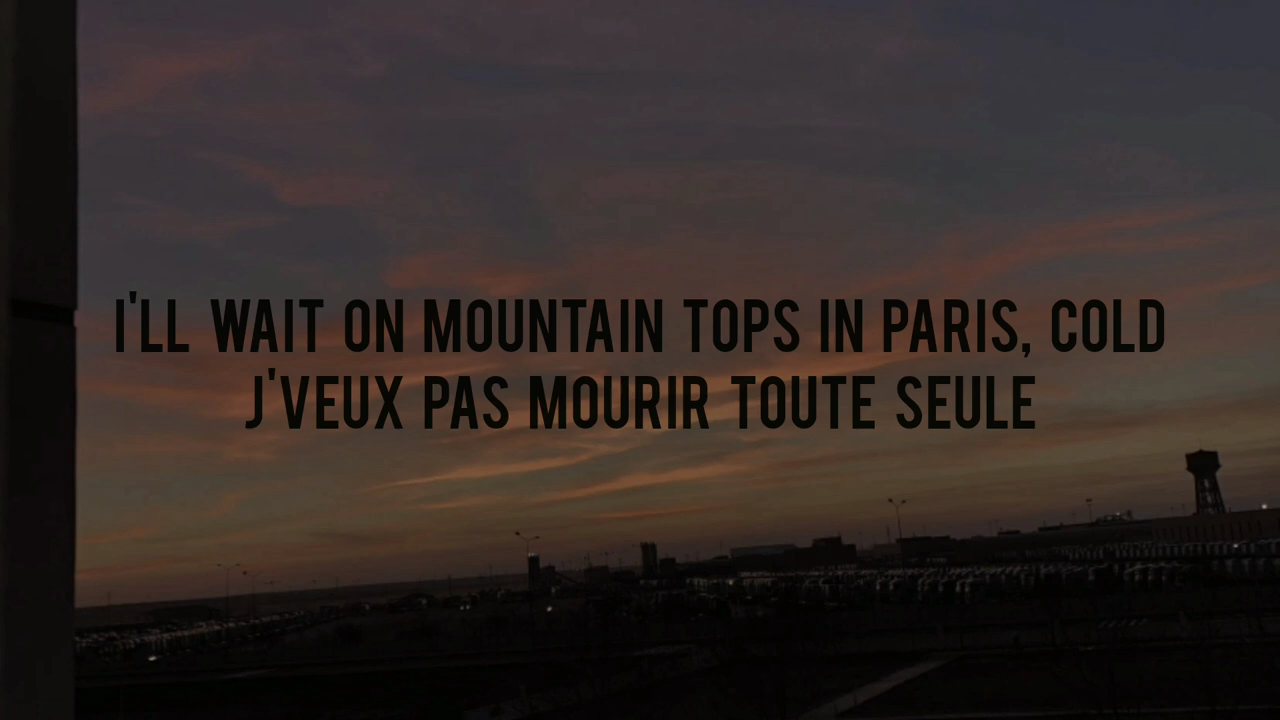 I'LL WAIT ON MOUNTAIN TOPS IN PARIS, COLD
J'VEUX PAS MOURIR TOUTE SEULE